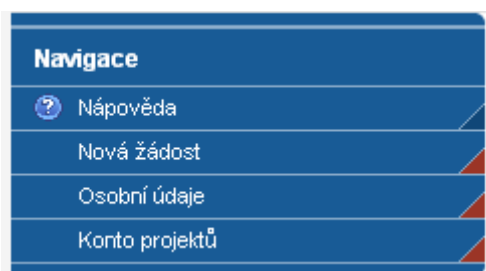 Navigace
Nápověda
Nová žádost
Osobní údaje
Konto projektů